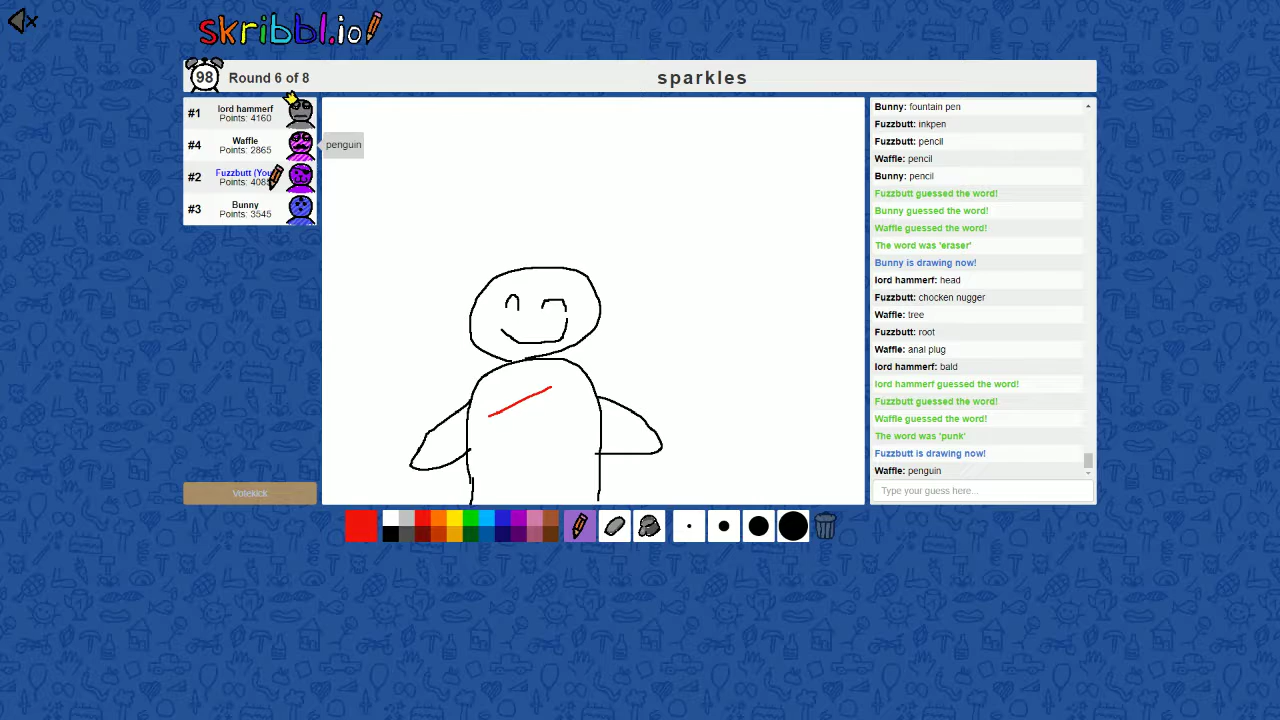 skribbl.io
98
Round 6 of 8
sparkles
#1
lord hammerf
Points: 4160
#4
Waffle
Points: 2865
penguin
#2
Fuzzbutt (You
Points: 408
#3
Bunny
Points: 3545
Votekick
Bunny: fountain pen
Fuzzbutt: inkpen
Fuzzbutt: pencil
Waffle: pencil
Bunny: pencil
Fuzzbutt guessed the word!
Bunny guessed the word!
Waffle guessed the word!
The word was 'eraser'
Bunny is drawing now!
lord hammerf: head
Fuzzbutt: chocken nugger
Waffle: tree
Fuzzbutt: root
Waffle: anal plug
lord hammerf: bald
lord hammerf guessed the word!
Fuzzbutt guessed the word!
Waffle guessed the word!
The word was 'punk'
Fuzzbutt is drawing now!
Waffle: penguin
Type your guess here...